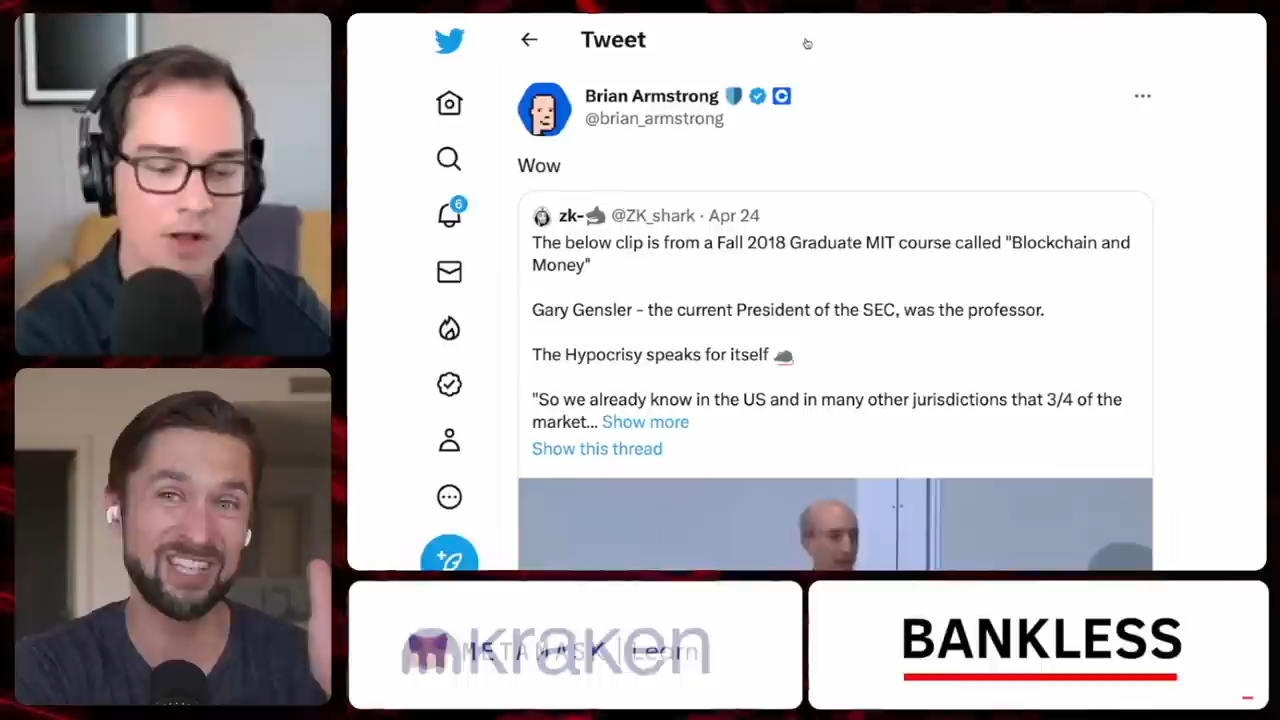 Tweet
Brian Armstrong
@brian_armstrong
Wow
6
zk- @ZK_shark · Apr 24
The below clip is from a Fall 2018 Graduate MIT course called "Blockchain and
Money"
Gary Gensler - the current President of the SEC, was the professor.
The Hypocrisy speaks for itself
"So we already know in the US and in many other jurisdictions that 3/4 of the
market... Show more
Show this thread
kraken
METAMASK | Learn
BANKLESS